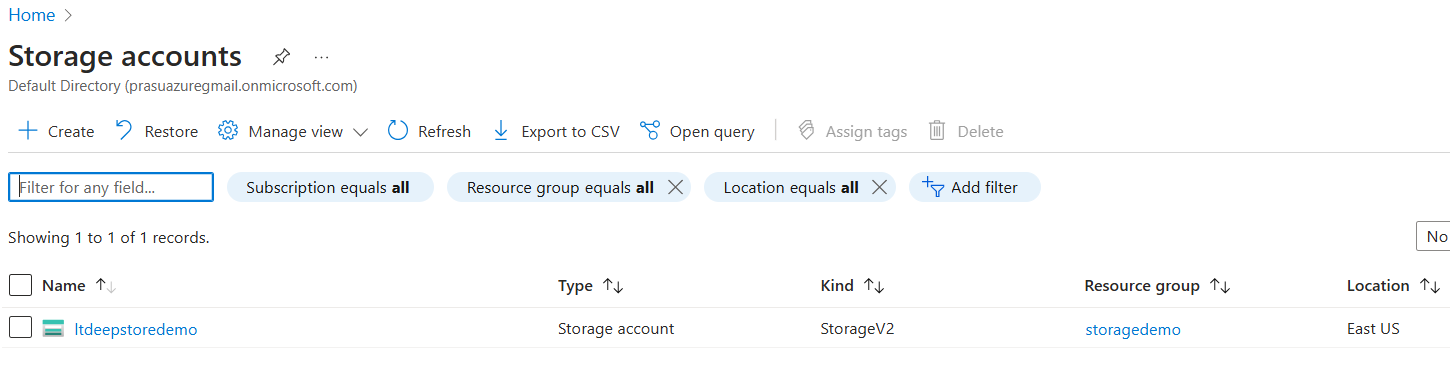 Home
Storage accounts ...
Default Directory (prasuazuregmail.onmicrosoft.com)
Create Restore Manage view Refresh Export to CSV Open query Assign tags Delete
Filter for any field... Subscription equals all Resource group equals all Location equals all Add filter
Showing 1 to 1 of 1 records. No
Name Type Kind Resource group Location
ltdeepstoredemo Storage account StorageV2 storagedemo East US